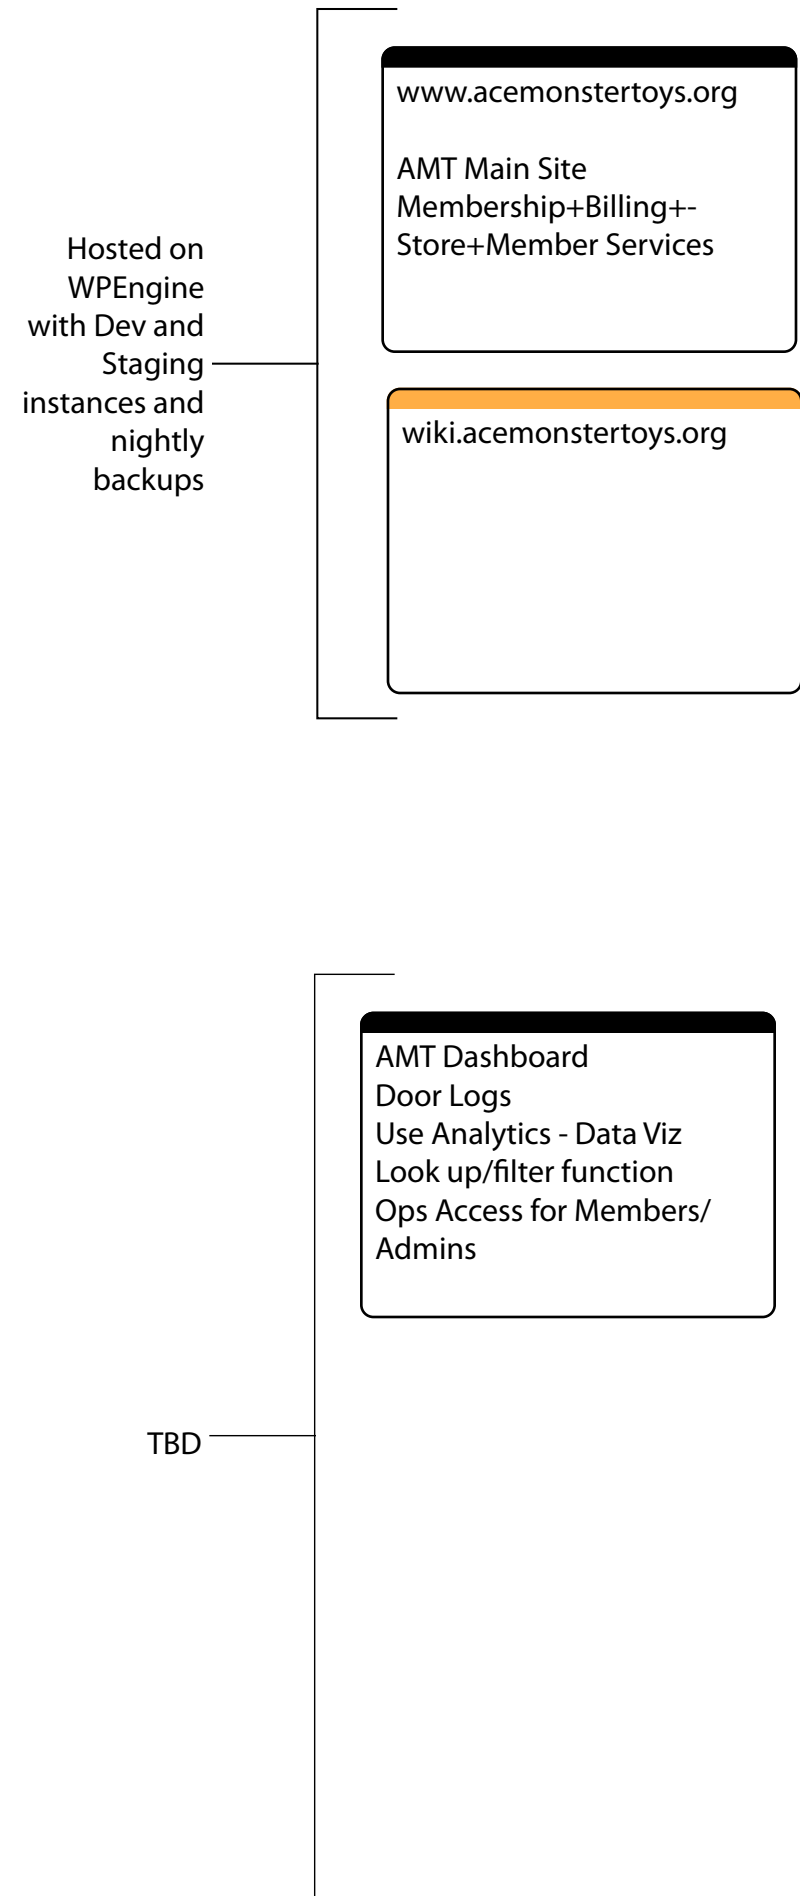 www.acemonstertoys.org
AMT Main Site
Membership+Billing+-
Store+Member Services
Hosted on
WPEngine
with Dev and
Staging
instances and
nightly
backups
wiki.acemonstertoys.org
AMT Dashboard
Door Logs
Use Analytics - Data Viz
Look up/filter function
Ops Access for Members/
Admins
TBD